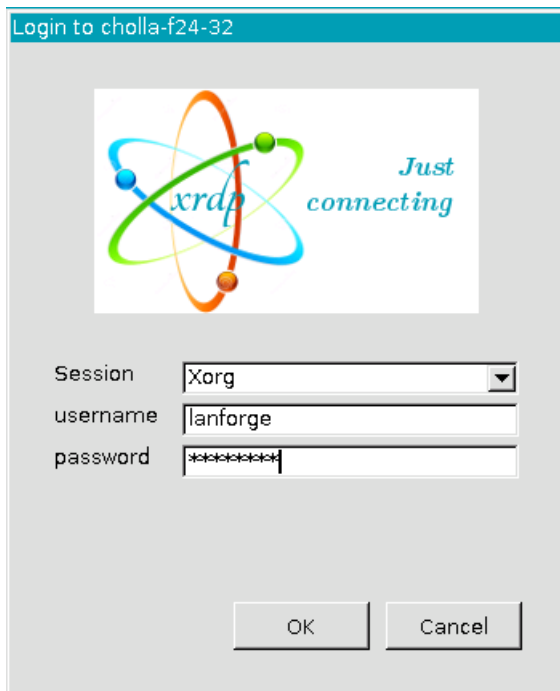 Login to cholla-f24-32
xrdp
Just
connecting
Session
Xorg
username
lanforge
password
********
OK
Cancel